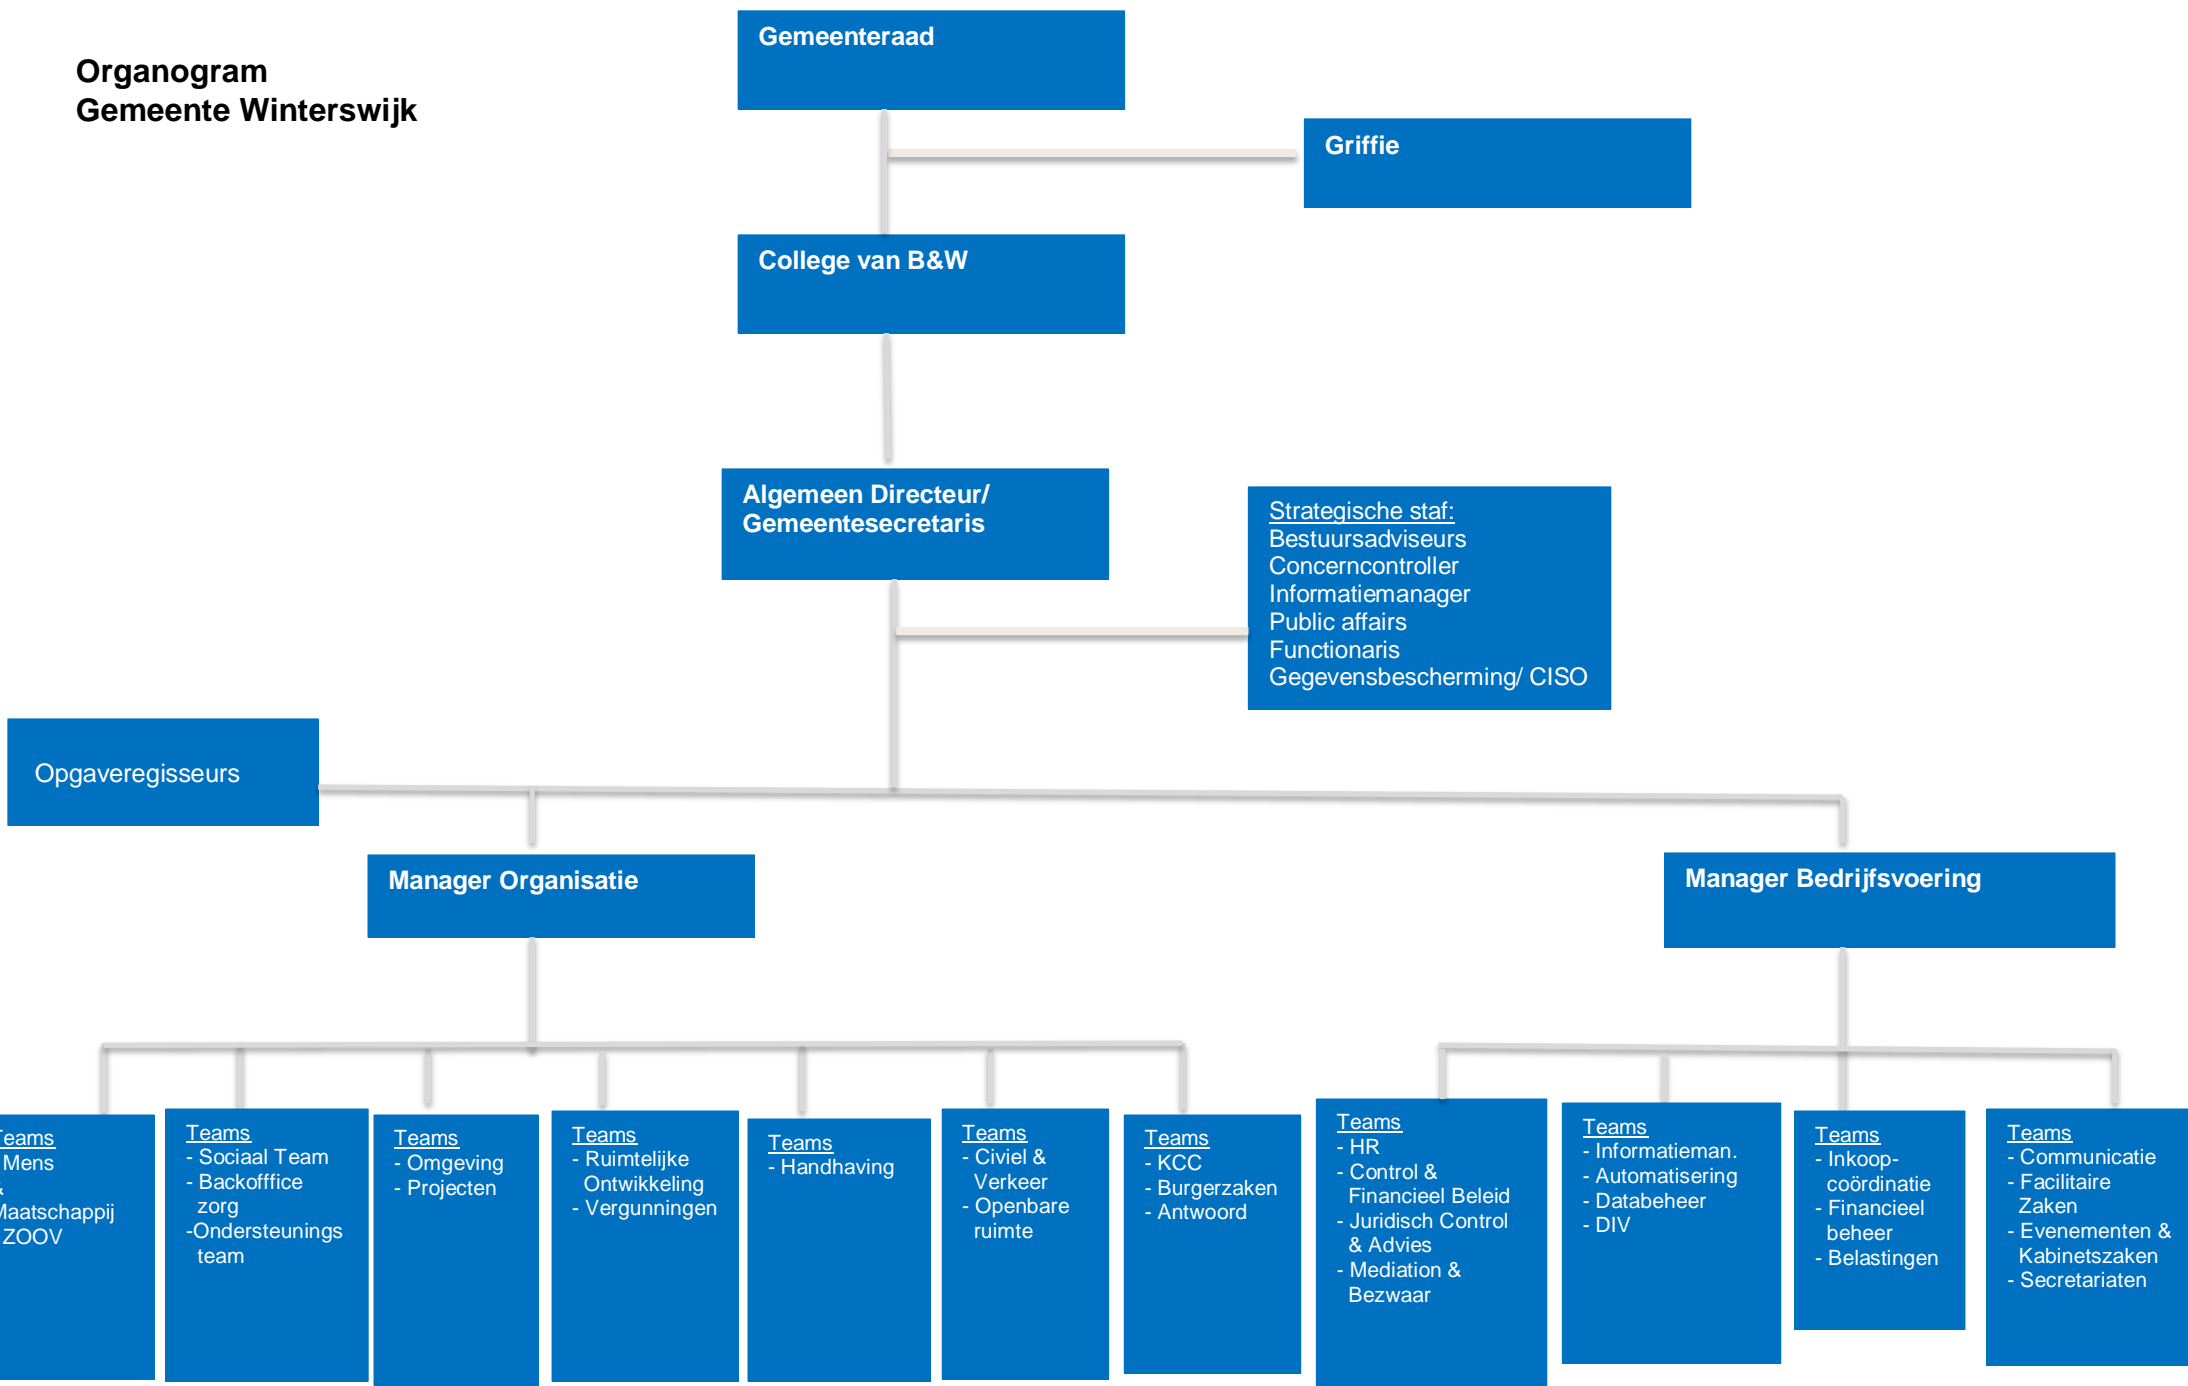 Organogram
Gemeente Winterswijk
Gemeenteraad
Griffie
College van B&W
Algemeen Directeur/
Gemeentesecretaris
Strategische staf:
Bestuursadviseurs
Concerncontroller
Informatiemanager
Public affairs
Functionaris
Gegevensbescherming/ CISO
Opgaveregisseurs
Manager Organisatie
Manager Bedrijfsvoering
Teams
Mens
&
Maatschappij
ZOOV
Teams
- Sociaal Team
- Backofffice
zorg
-Ondersteunings
team
Teams
- Omgeving
- Projecten
Teams
- Ruimtelijke
Ontwikkeling
- Vergunningen
Teams
- Handhaving
Teams
- Civiel &
Verkeer
- Openbare
ruimte
Teams
- KCC
- Burgerzaken
- Antwoord
Teams
- HR
- Control &
Financieel Beleid
- Juridisch Control
& Advies
- Mediation &
Bezwaar
Teams
- Informatieman.
- Automatisering
- Databeheer
- DIV
Teams
- Inkoop-
coördinatie
- Financieel
beheer
- Belastingen
Teams
- Communicatie
- Facilitaire
Zaken
- Evenementen &
Kabinetszaken
- Secretariaten